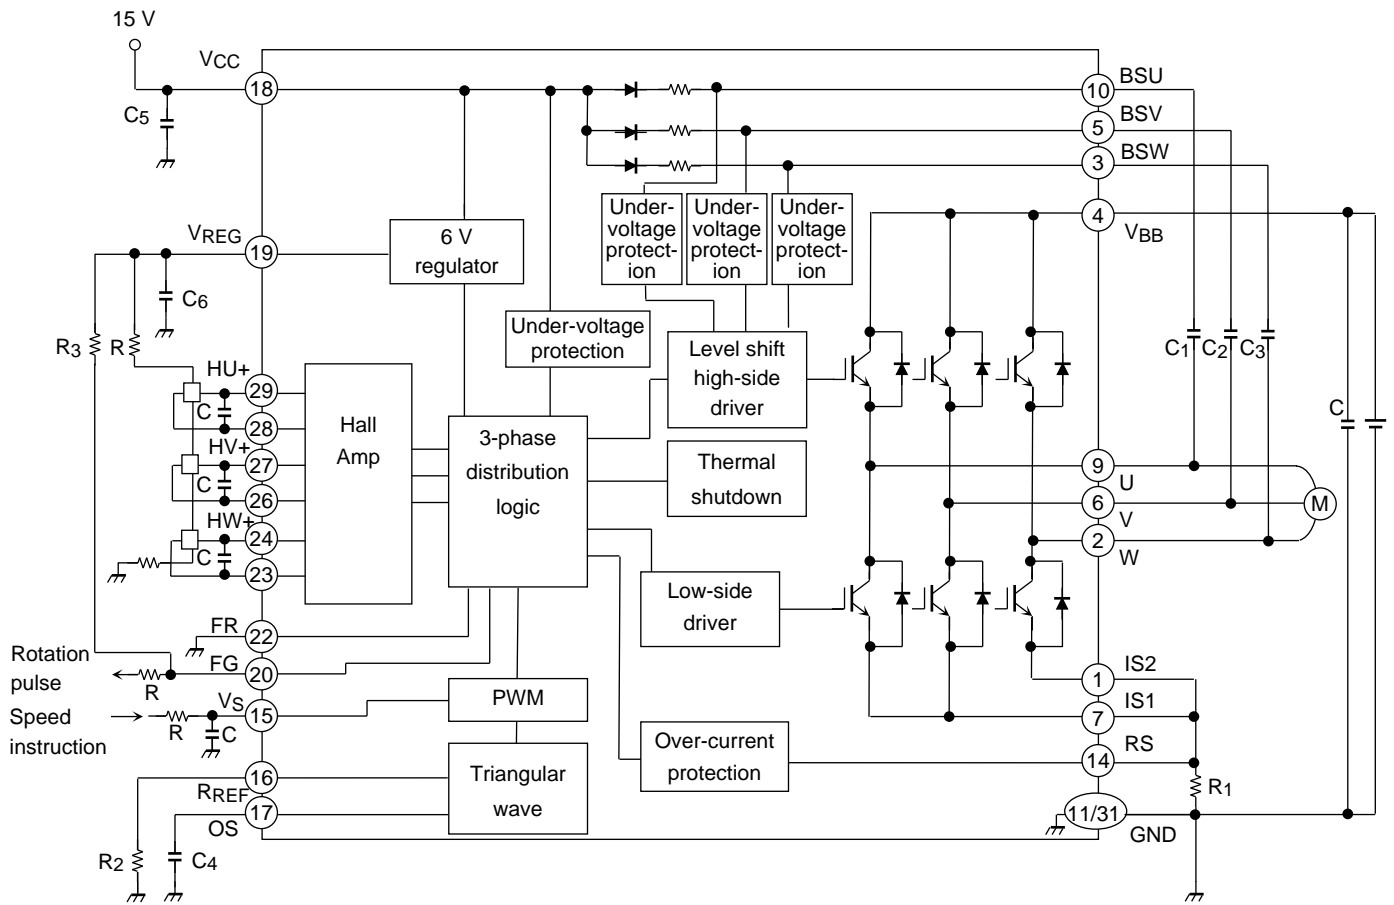 15 V
VCC
18
C5
10
BSU
5
BSV
3
BSW
4
VBB
VREG
19
6 V
regulator
Under-
voltage
protect-
ion
Under-
voltage
protect-
ion
Under-
voltage
protect-
ion
C6
R3
R
Under-voltage
protection
Level shift
high-side
driver
C1
C2
C3
C
HU+
29
C
28
HV+
27
C
26
HW+
24
C
23
Hall
Amp
3-phase
distribution
logic
Thermal
shutdown
9
U
6
V
2
W
M
Low-side
driver
FR
22
Rotation
pulse
R
FG
20
Speed
instruction
R
C
VS
15
PWM
1
IS2
7
IS1
Over-current
protection
14
RS
R1
16
RREF
17
OS
Triangular
wave
11/31
GND
R2
C4